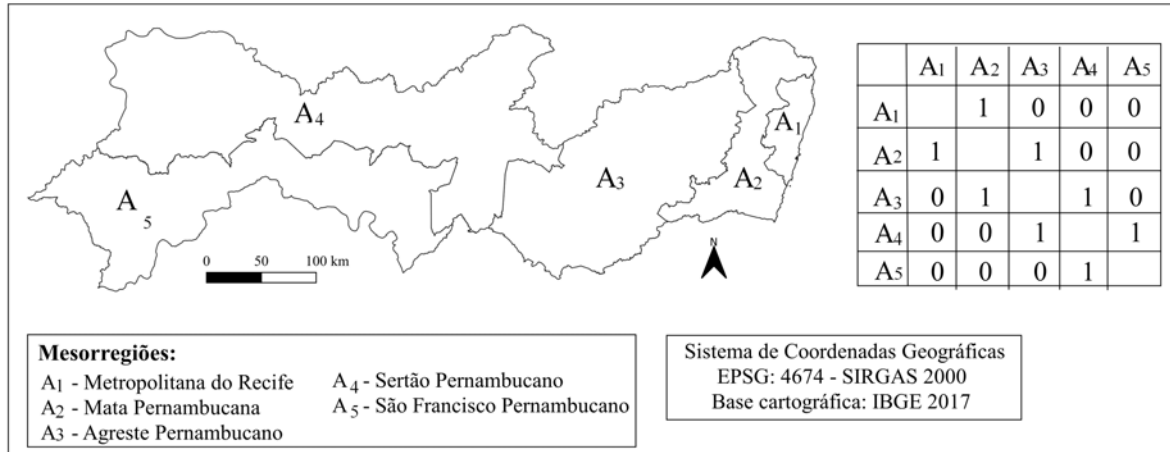 A4
A5
A3
A2
A1
N
0 50 100 km
A1 A2 A3 A4 A5
A1 1 0 0 0
A2 1 1 0 0
A3 0 1 1 0
A4 0 0 1 1
A5 0 0 0 1
Mesorregiões:
A1 - Metropolitana do Recife
A2 - Mata Pernambucana
A3 - Agreste Pernambucano
A4 - Sertão Pernambucano
A5 - São Francisco Pernambucano
Sistema de Coordenadas Geográficas
EPSG: 4674 - SIRGAS 2000
Base cartográfica: IBGE 2017